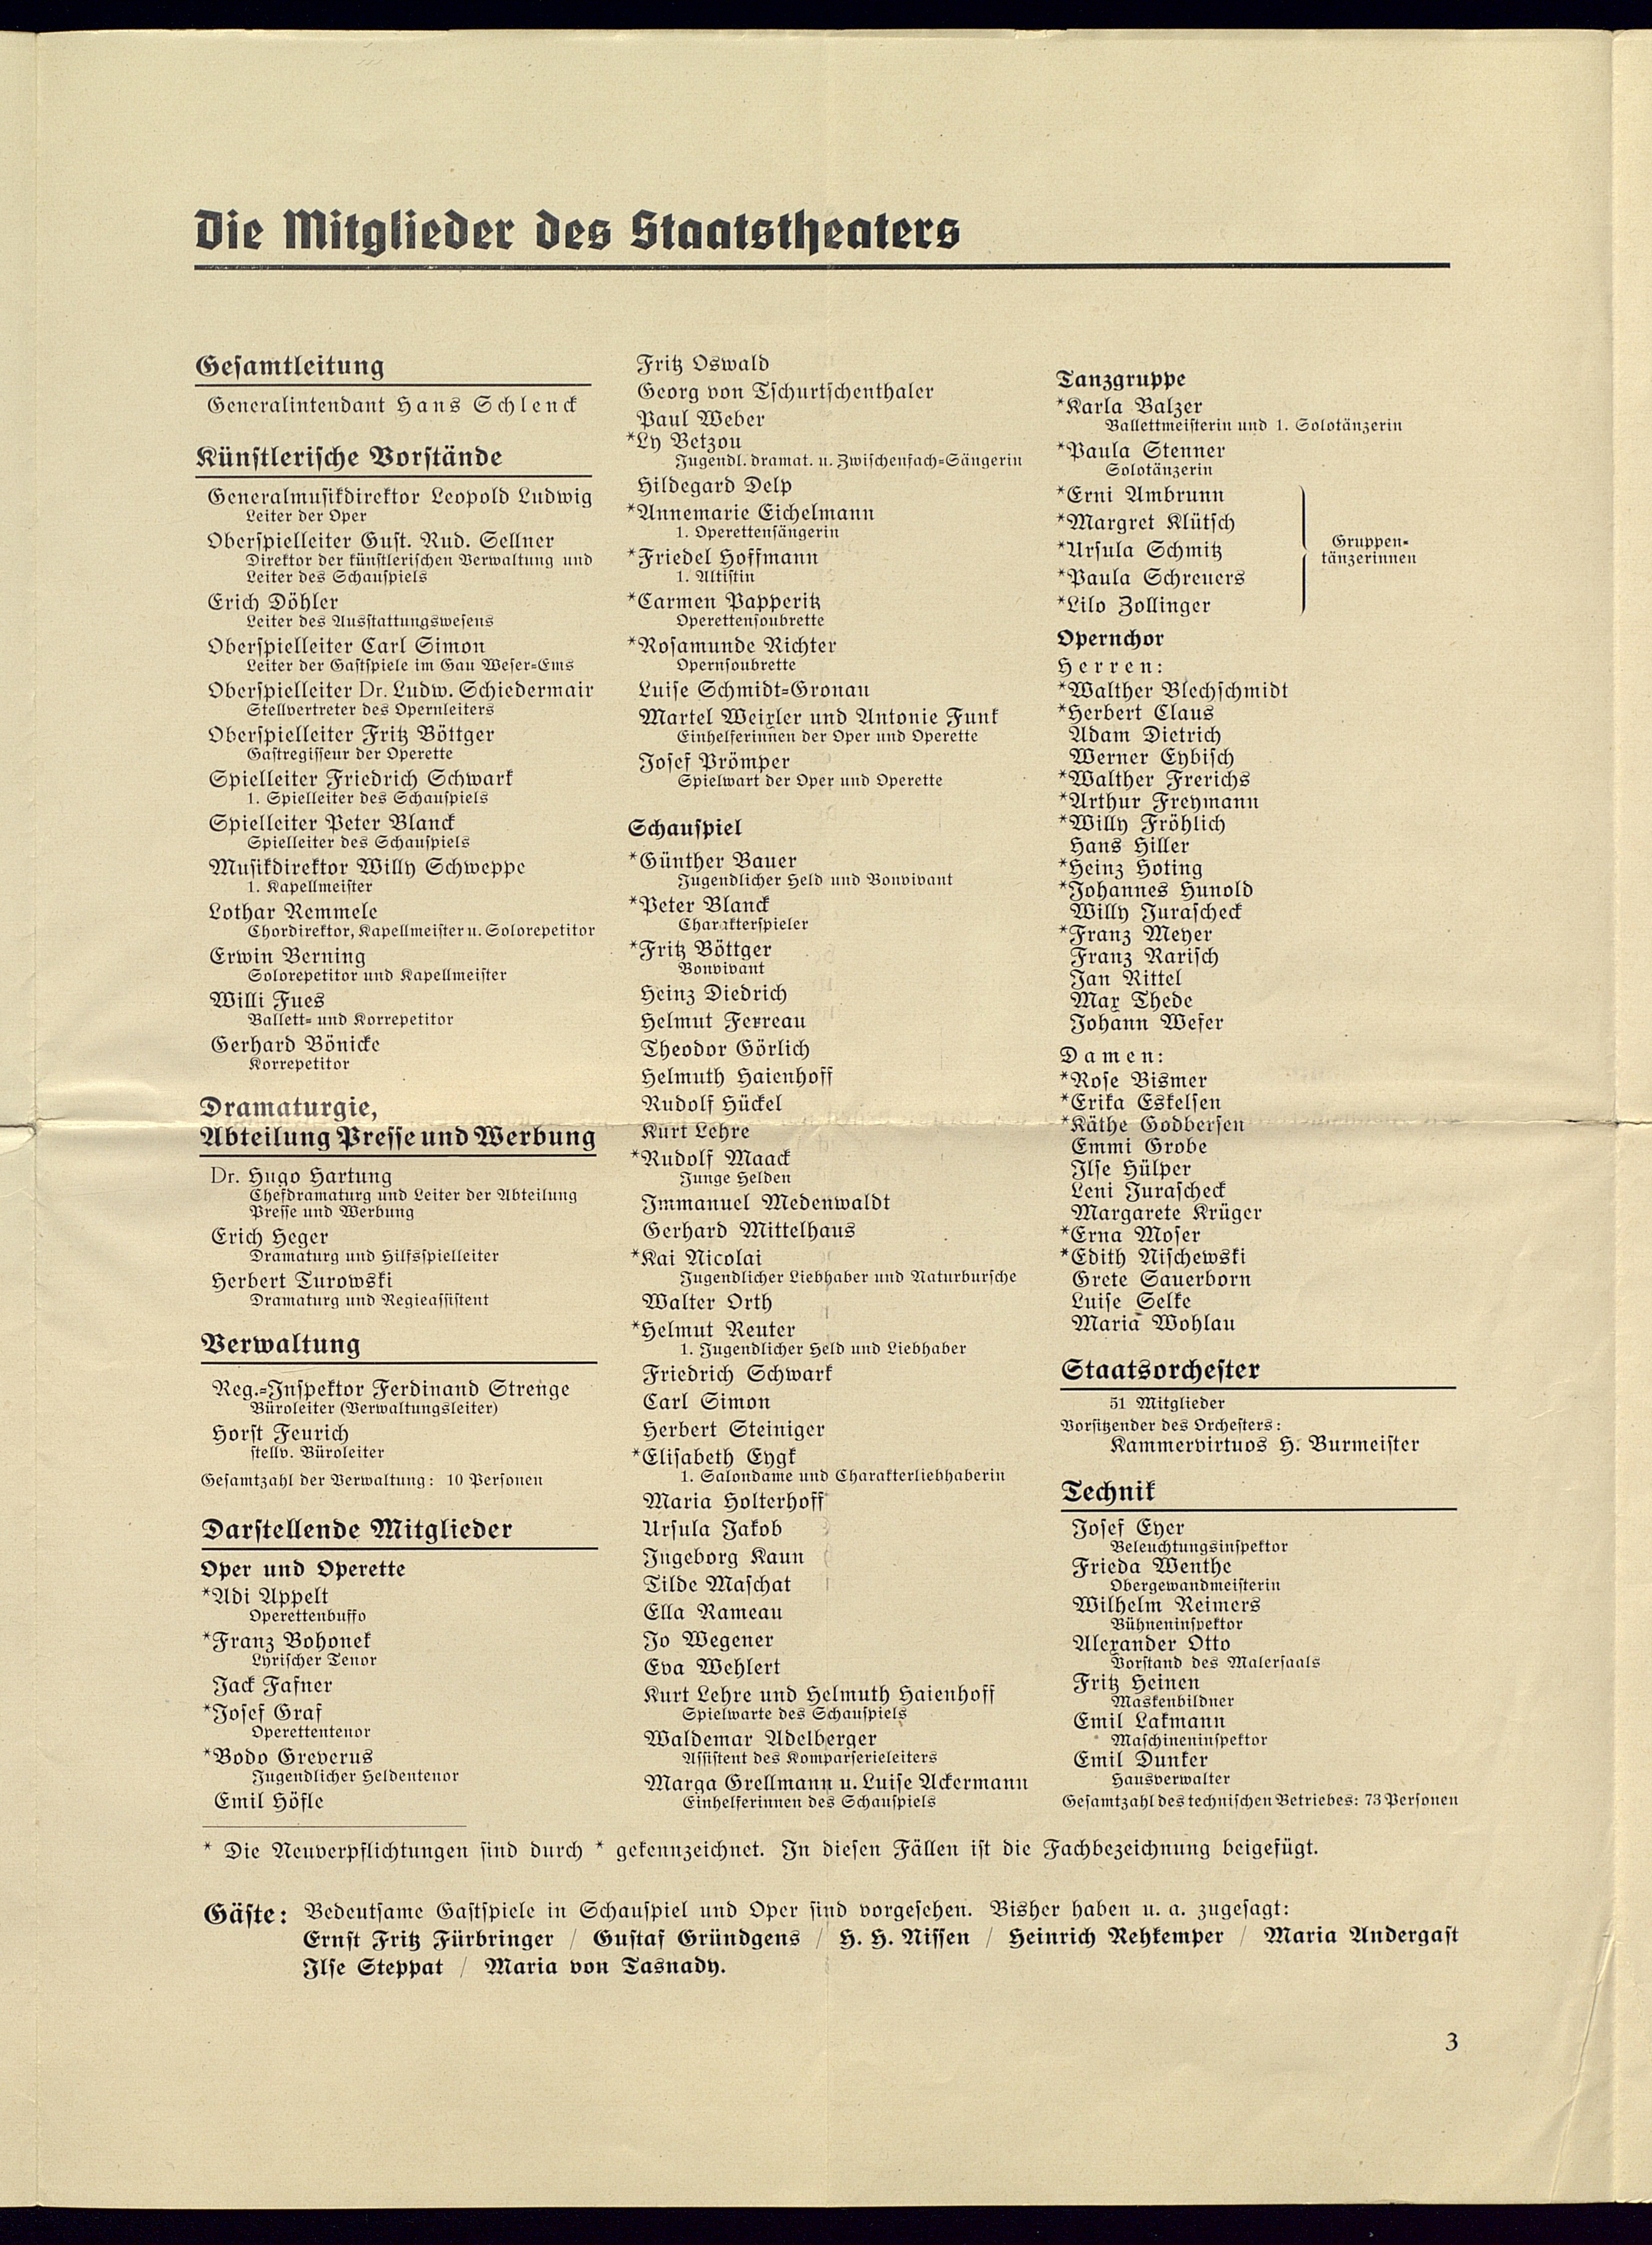 Die Mitglieder des Staatstheaters
Gesamtleitung
Generalintendant Hans Schlenck
Künstlerische Vorstände
Generalmusikdirektor Leopold Ludwig
Leiter der Oper
Oberspielleiter Gust. Rud. Sellner
Direktor der künstlerischen Verwaltung und
Leiter des Schauspiels
Erich Döhler
Leiter des Ausstattungswesens
Oberspielleiter Carl Simon
Leiter der Gastspiele im Gau Weser-Ems
Oberspielleiter Dr. Ludw. Schiedermair
Stellvertreter des Opernleiters
Oberspielleiter Fritz Böttger
Gastregisseur der Operette
Spielleiter Friedrich Schwark
1. Spielleiter des Schauspiels
Spielleiter Peter Blanck
Spielleiter des Schauspiels
Musikdirektor Willy Schweppe
1. Kapellmeister
Lothar Remmele
Chordirektor, Kapellmeister u. Solorepetitor
Erwin Berning
Solorepetitor und Kapellmeister
Willi Fues
Ballett- und Korrepetitor
Gerhard Bönicke
Korrepetitor
Dramaturgie,
Abteilung Presse und Werbung
Dr. Hugo Hartung
Chefdramaturg und Leiter der Abteilung
Presse und Werbung
Erich Heger
Dramaturg und Hilfsspielleiter
Herbert Turowski
Dramaturg und Regieassistent
Verwaltung
Reg.-Inspektor Ferdinand Strenge
Büroleiter (Verwaltungsleiter)
Horst Feurich
stellv. Büroleiter
Gesamtzahl der Verwaltung: 10 Personen
Darstellende Mitglieder
Oper und Operette
*Adi Appelt
Operettenbuffo
*Franz Bohonek
Lyrischer Tenor
Jack Fafner
*Josef Graf
Operettentenor
*Bodo Greverus
Jugendlicher Heldentenor
Emil Höfle
Fritz Oswald
Georg von Tschurtschenthaler
Paul Weber
*Ly Betzou
Jugendl. dramat. u. Zwischenfach-Sängerin
Hildegard Delp
*Annemarie Eichelmann
1. Operettensängerin
*Friedel Hoffmann
1. Altistin
*Carmen Papperitz
Operettensoubrette
*Rosamunde Richter
Opernsoubrette
Luise Schmidt-Gronau
Martel Weixler und Antonie Funk
Einhelferinnen der Oper und Operette
Josef Prömper
Spielwart der Oper und Operette
Schauspiel
*Günther Bauer
Jugendlicher Held und Bonvivant
*Peter Blanck
Charakterspieler
*Fritz Böttger
Bonvivant
Heinz Diedrich
Helmut Ferreau
Theodor Görlich
Helmuth Haienhoff
Rudolf Hückel
Kurt Lehre
*Rudolf Maack
Junge Helden
Immanuel Medenwaldt
Gerhard Mittelhaus
*Kai Nicolai
Jugendlicher Liebhaber und Naturbursche
Walter Orth
*Helmut Reuter
1. Jugendlicher Held und Liebhaber
Friedrich Schwark
Carl Simon
Herbert Steiniger
*Elisabeth Eygk
1. Salondame und Charakterliebhaberin
Maria Holterhoff
Ursula Jakob
Ingeborg Kaun
Tilde Maschat
Ella Rameau
Jo Wegener
Eva Wehlert
Kurt Lehre und Helmuth Haienhoff
Spielwarte des Schauspiels
Waldemar Adelberger
Assistent des Komparserieleiters
Marga Grellmann u. Luise Ackermann
Einhelferinnen des Schauspiels
Tanzgruppe
*Karla Balzer
Ballettmeisterin und 1. Solotänzerin
*Paula Stenner
Solotänzerin
*Erni Ambrunn
*Margret Klütsch
*Ursula Schmitz
*Paula Schreuers
*Lilo Zollinger
Gruppen-
tänzerinnen
Opernchor
Herren:
*Walther Blechschmidt
*Herbert Claus
Adam Dietrich
Werner Eybisch
*Walther Frerichs
*Arthur Freymann
*Willy Fröhlich
Hans Hiller
*Heinz Hoting
*Johannes Hunold
Willy Jurascheck
*Franz Meyer
Franz Rarisch
Jan Rittel
Max Thede
Johann Weser
Damen:
*Rose Bismer
*Erika Eskelsen
*Käthe Godbersen
Emmi Grobe
Ilse Hülper
Leni Jurascheck
Margarete Krüger
*Erna Moser
*Edith Nischewski
Grete Sauerborn
Luise Selke
Maria Wohlau
Staatsorchester
51 Mitglieder
Vorsitzender des Orchesters:
Kammervirtuos H. Burmeister
Technik
Josef Eyer
Beleuchtungsinspektor
Frieda Wenthe
Obergewandmeisterin
Wilhelm Reimers
Bühneninspektor
Alexander Otto
Vorstand des Malersaals
Fritz Heinen
Maskenbildner
Emil Lakmann
Maschineninspektor
Emil Dunker
Hausverwalter
Gesamtzahl des technischen Betriebes: 73 Personen
* Die Neuverpflichtungen sind durch * gekennzeichnet. In diesen Fällen ist die Fachbezeichnung beigefügt.
Gäste: Bedeutsame Gastspiele in Schauspiel und Oper sind vorgesehen. Bisher haben u. a. zugesagt:
Ernst Fritz Fürbringer / Gustaf Gründgens / H. H. Nissen / Heinrich Rehkemper / Maria Andergast
Ilse Steppat / Maria von Tasnady.
3